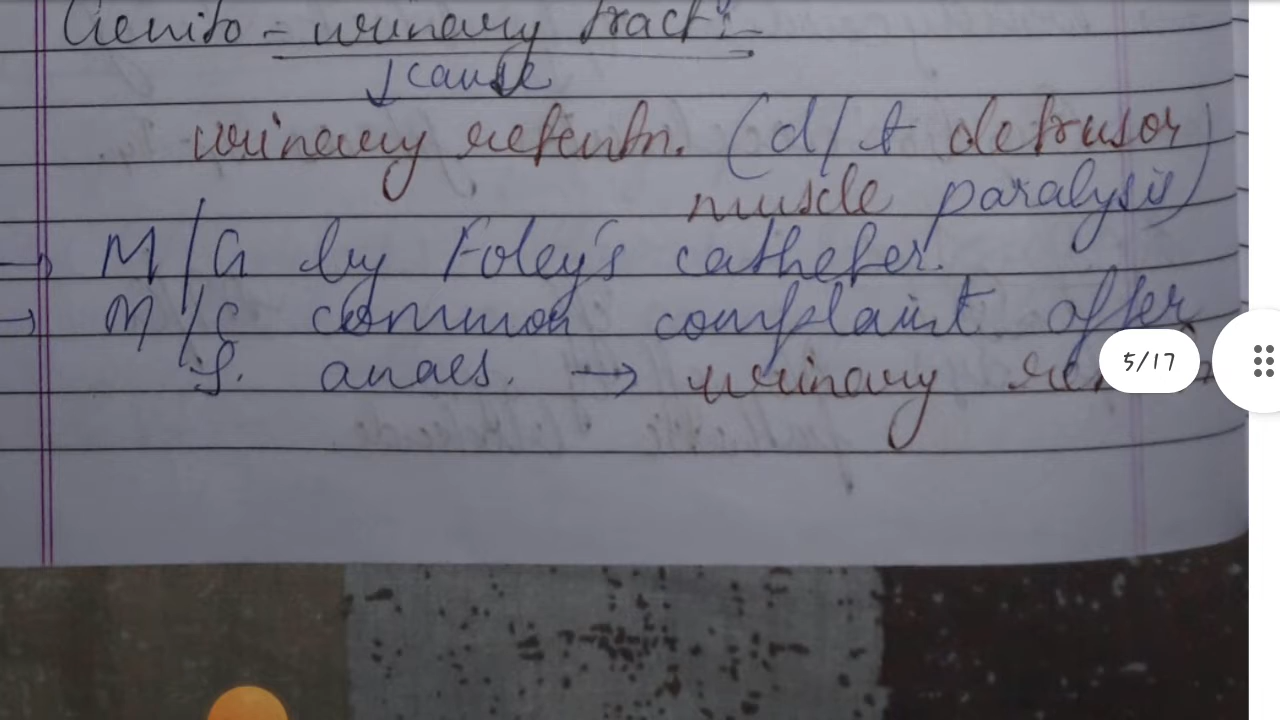 Genito - urinary tract :-
↓ cause
urinary retentn. (d/t detrusor
muscle paralysis)
→ M/G by Foley's catheter.
→ M/C common complaint after
S. anaes. → urinary
5/17